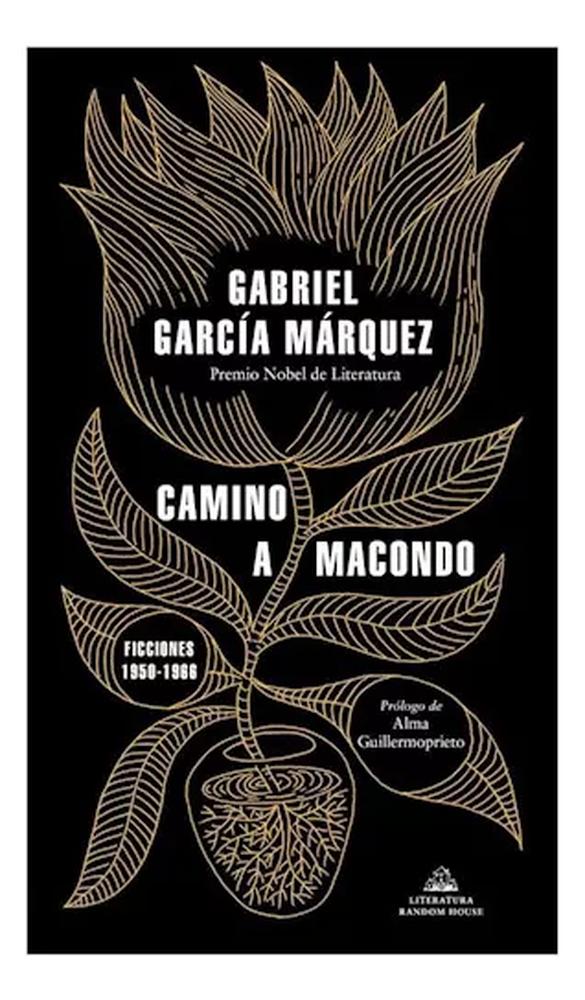 GABRIEL
GARCÍA MÁRQUEZ
Premio Nobel de Literatura
CAMINO
A MACONDO
FICCIONES
1950-1966
Prólogo de
Alma
Guillermoprieto
LITERATURA
RANDOM HOUSE